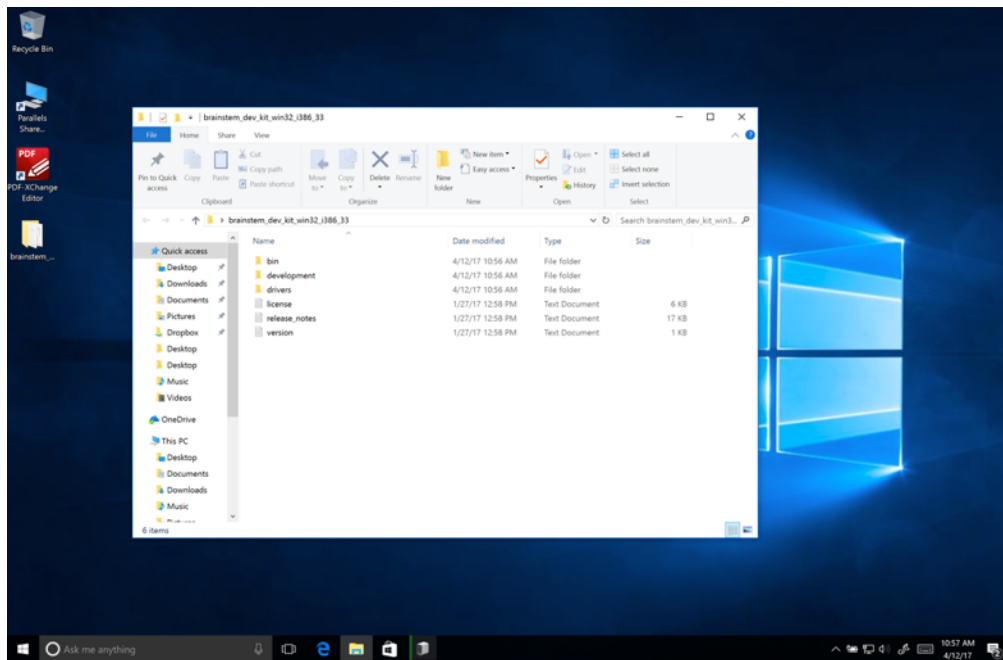 Recycle Bin
Parallels
Share...
PDF
PDF-XChange
Editor
brainstem_...
brainstem_dev_kit_win32_i386_33
File Home Share View
Pin to Quick
access
Copy
Paste
Cut
Copy path
Paste shortcut
Clipboard
Move
to
Copy
to
Delete
Rename
Organize
New
folder
New item
Easy access
New
Properties
Open
Edit
History
Open
Select all
Select none
Invert selection
Select
brainstem_dev_kit_win32_i386_33
Search brainstem_dev_kit_win3...
Name Date modified Type Size
bin 4/12/17 10:56 AM File folder
development 4/12/17 10:56 AM File folder
drivers 4/12/17 10:56 AM File folder
license 1/27/17 12:58 PM Text Document 6 KB
release_notes 1/27/17 12:58 PM Text Document 17 KB
version 1/27/17 12:58 PM Text Document 1 KB
Quick access
Desktop
Downloads
Documents
Pictures
Dropbox
Desktop
Desktop
Music
Videos
OneDrive
This PC
Desktop
Documents
Downloads
Music
6 items
Ask me anything
10:57 AM
4/12/17
2